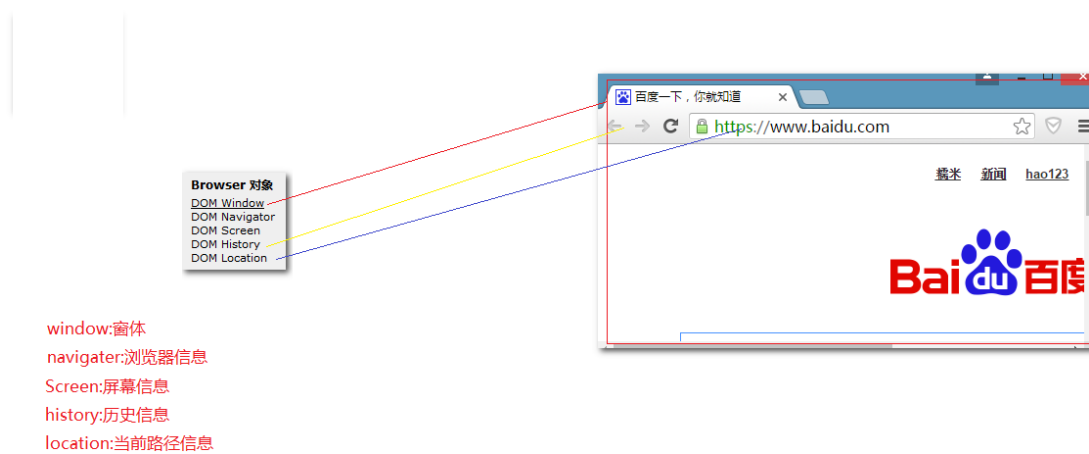 百度一下，你就知道
https://www.baidu.com
糯米 新闻 hao123
Bai du 百度
Browser 对象
DOM Window
DOM Navigator
DOM Screen
DOM History
DOM Location
window:窗体
navigater:浏览器信息
Screen:屏幕信息
history:历史信息
location:当前路径信息